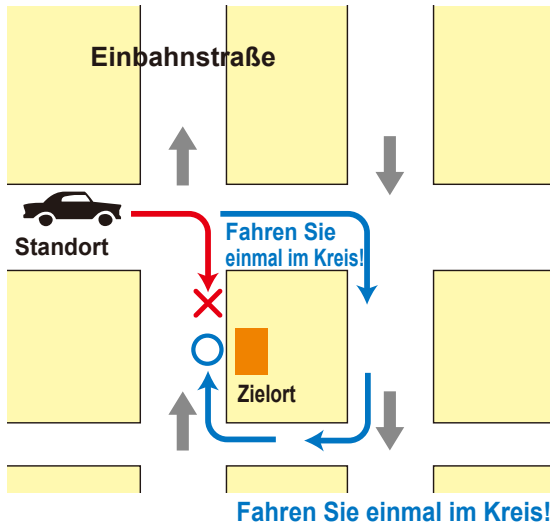 Einbahnstraße
Standort
Fahren Sie
einmal im Kreis!
Zielort
Fahren Sie einmal im Kreis!